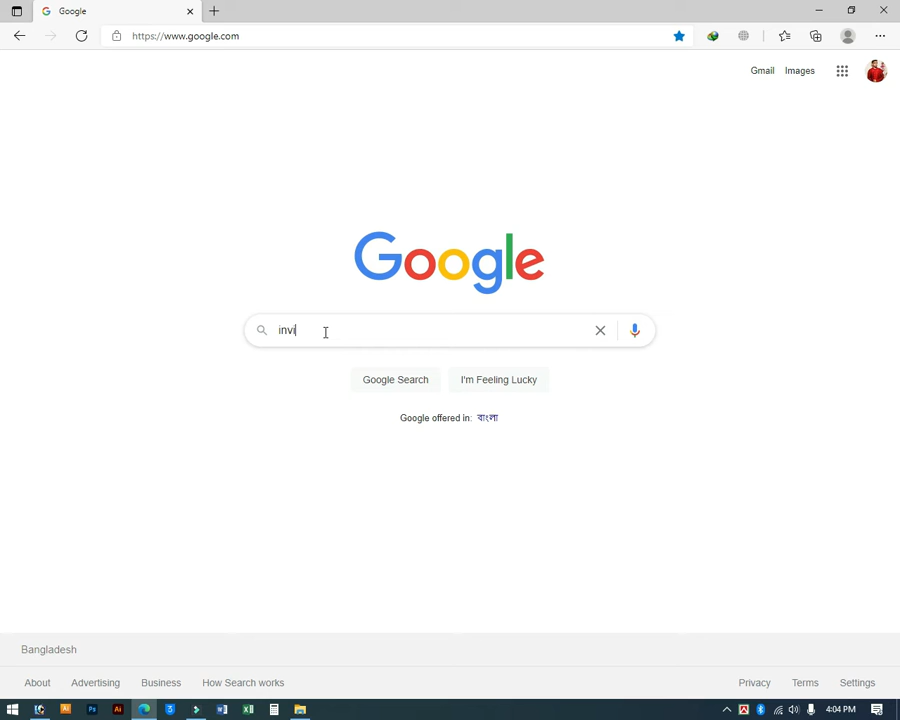 Google
https://www.google.com
Gmail Images
Google
invi
Google Search I'm Feeling Lucky
Google offered in: বাংলা
Bangladesh
About Advertising Business How Search works
Privacy Terms Settings
4:04 PM